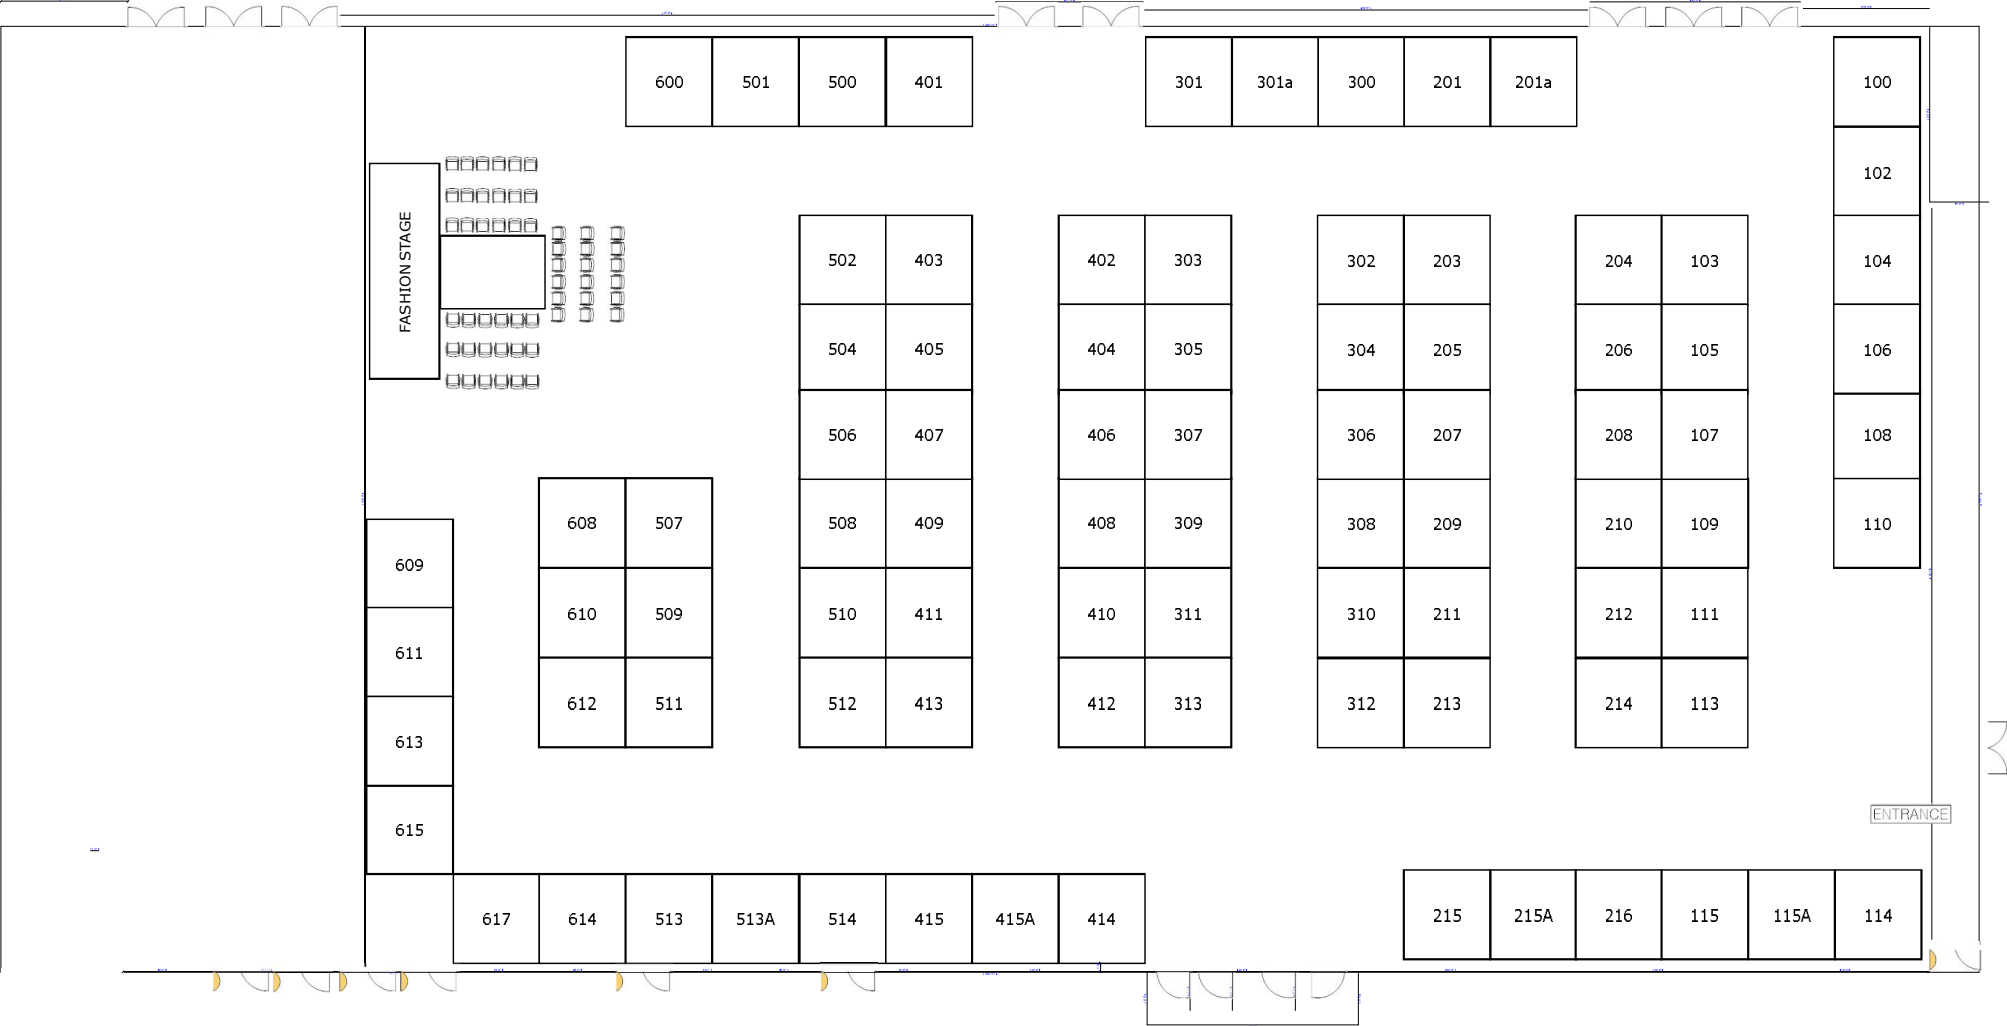 600 501 500 401 301 301a 300 201 201a 100
102
FASHION STAGE
502 403 402 303 302 203 204 103 104
504 405 404 305 304 205 206 105 106
506 407 406 307 306 207 208 107 108
608 507 508 409 408 309 308 209 210 109 110
609
610 509 510 411 410 311 310 211 212 111
611
612 511 512 413 412 313 312 213 214 113
613
ENTRANCE
615
617 614 513 513A 514 415 415A 414 215 215A 216 115 115A 114